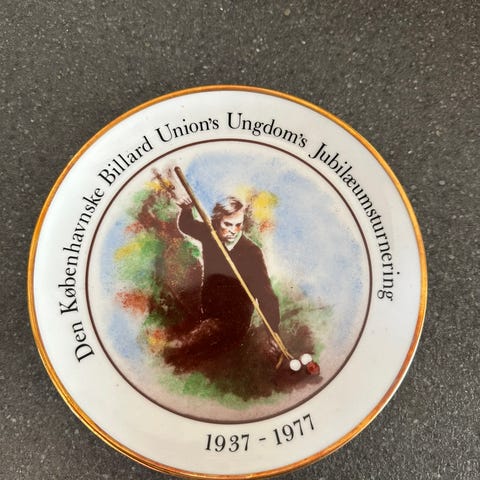 Den Københavnske Billard Union's Ungdom's Jubilæumsturnering
1937 - 1977